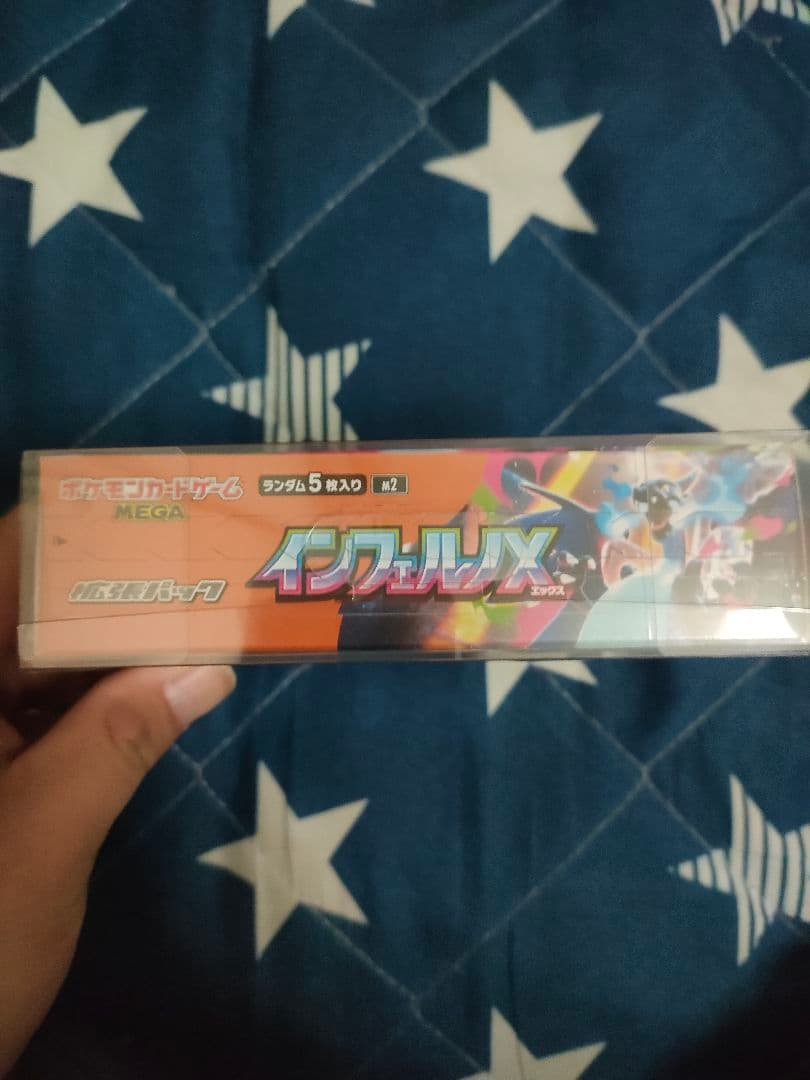 ポケモンカードゲーム
MEGA
ランダム5枚入り M2
拡張パック
インフェルノX
エックス